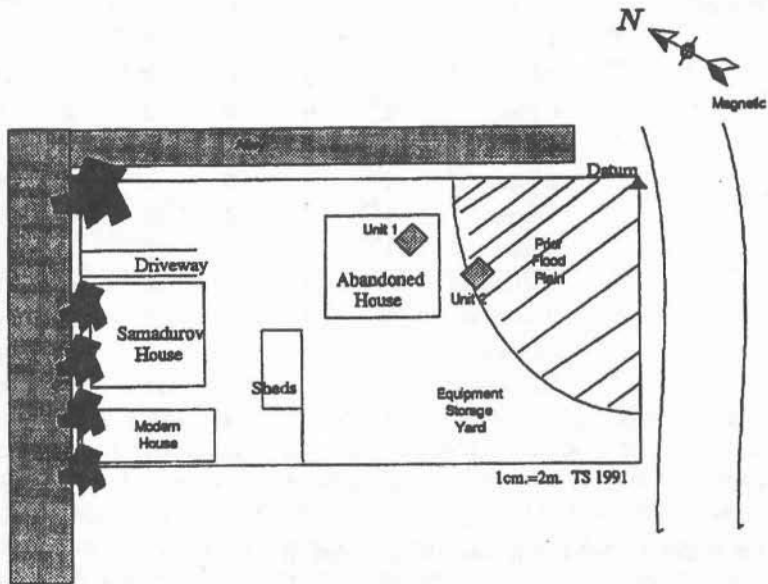 N
Magnetic
Datum
Unit 1
Prior
Flood
Plain
Driveway
Abandoned
House
Unit 2
Samadurov
House
Sheds
Equipment
Storage
Yard
Modern
House
1cm.=2m. TS 1991